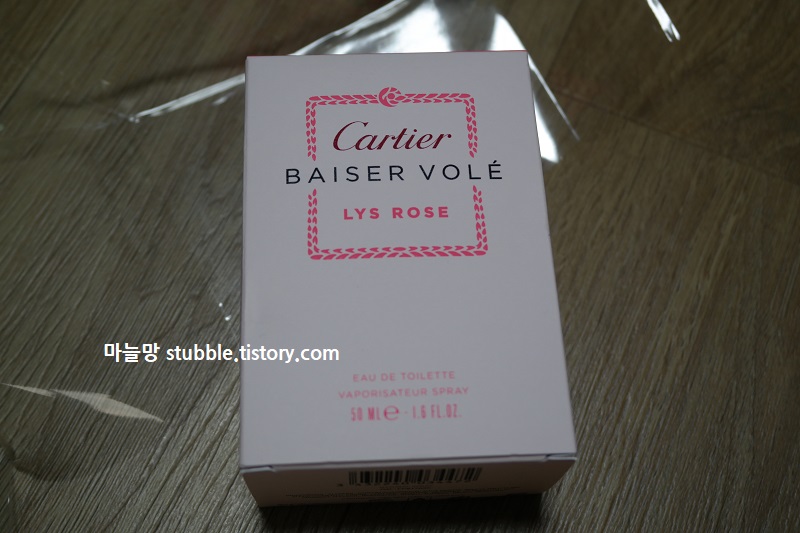 Cartier
BAISER VOLÉ
LYS ROSE
마늘망 stubble.tistory.com
EAU DE TOILETTE
VAPORISATEUR SPRAY
50 ML℮ · 1.6 FL.OZ.